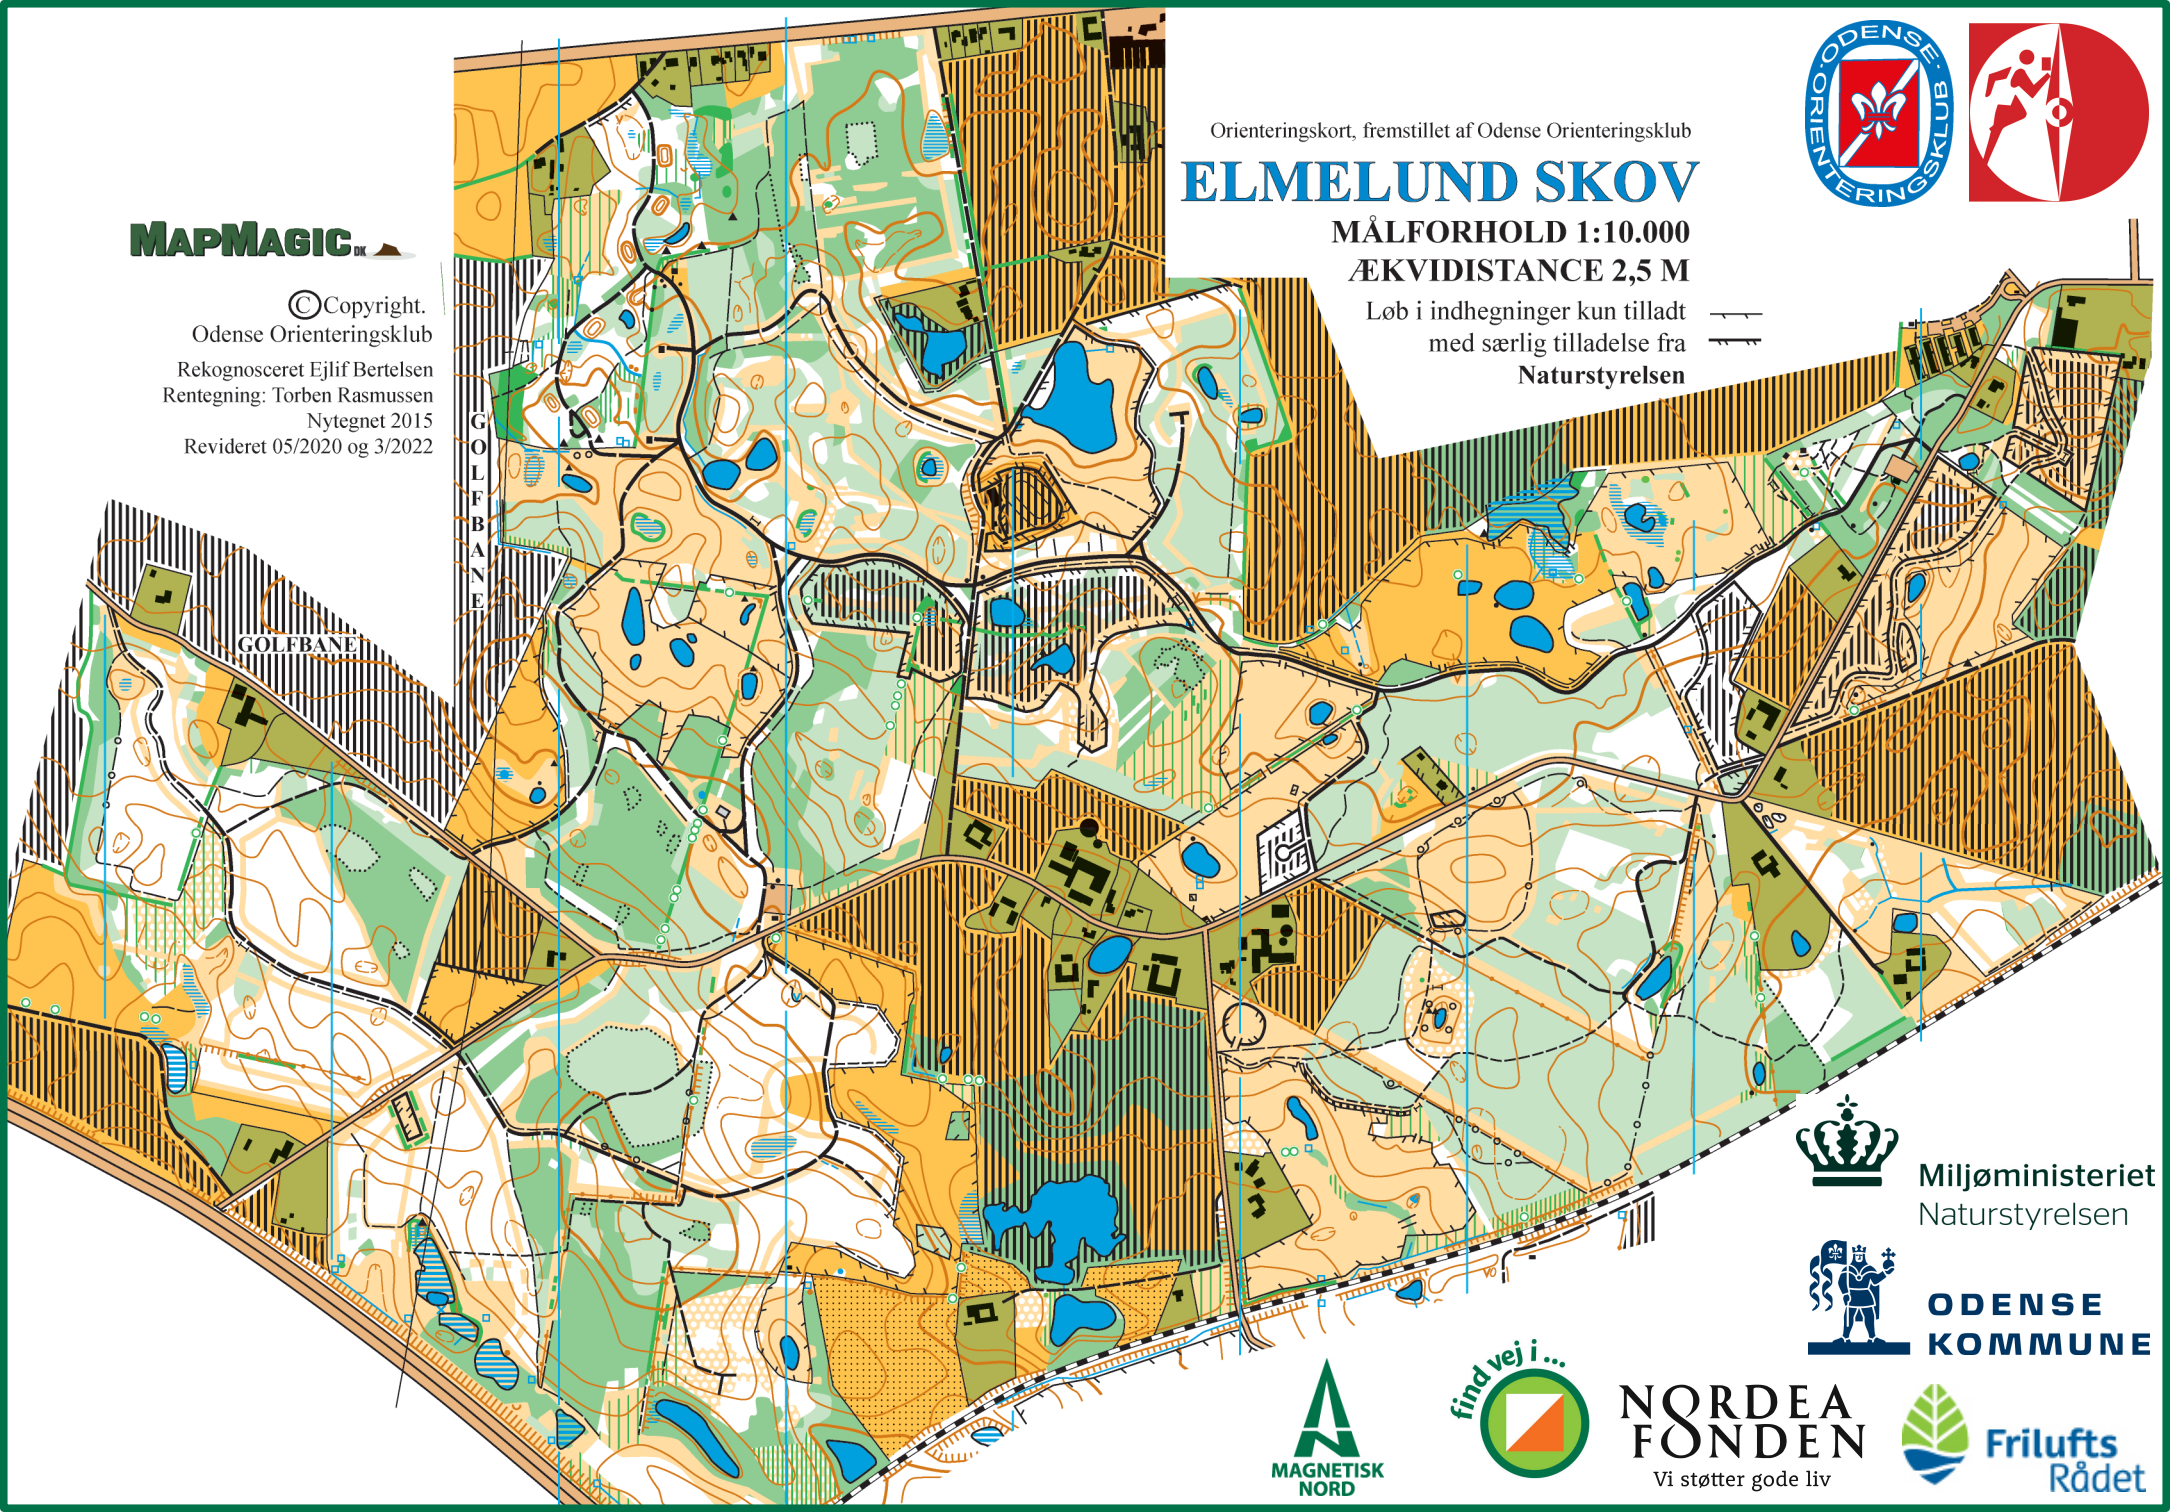 Orienteringskort, fremstillet af Odense Orienteringsklub
ELMELUND SKOV
MÅLFORHOLD 1:10.000
ÆKVIDISTANCE 2,5 M
Løb i indhegninger kun tilladt
med særlig tilladelse fra
Naturstyrelsen
ODENSE
ORIENTERINGSKLUB
MAPMAGIC DK
© Copyright.
Odense Orienteringsklub
Rekognosceret Ejlif Bertelsen
Rentegning: Torben Rasmussen
Nytegnet 2015
Revideret 05/2020 og 3/2022
GOLFBANE
GOLFBANE
Miljøministeriet
Naturstyrelsen
ODENSE
KOMMUNE
MAGNETISK
NORD
find vej i ...
NORDEA
FONDEN
Vi støtter gode liv
Frilufts
Rådet